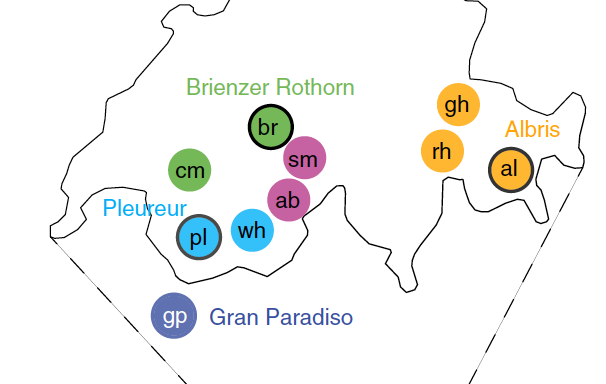 Brienzer Rothorn
gh
br
Albris
rh
sm
cm
al
ab
Pleureur
wh
pl
gp
Gran Paradiso